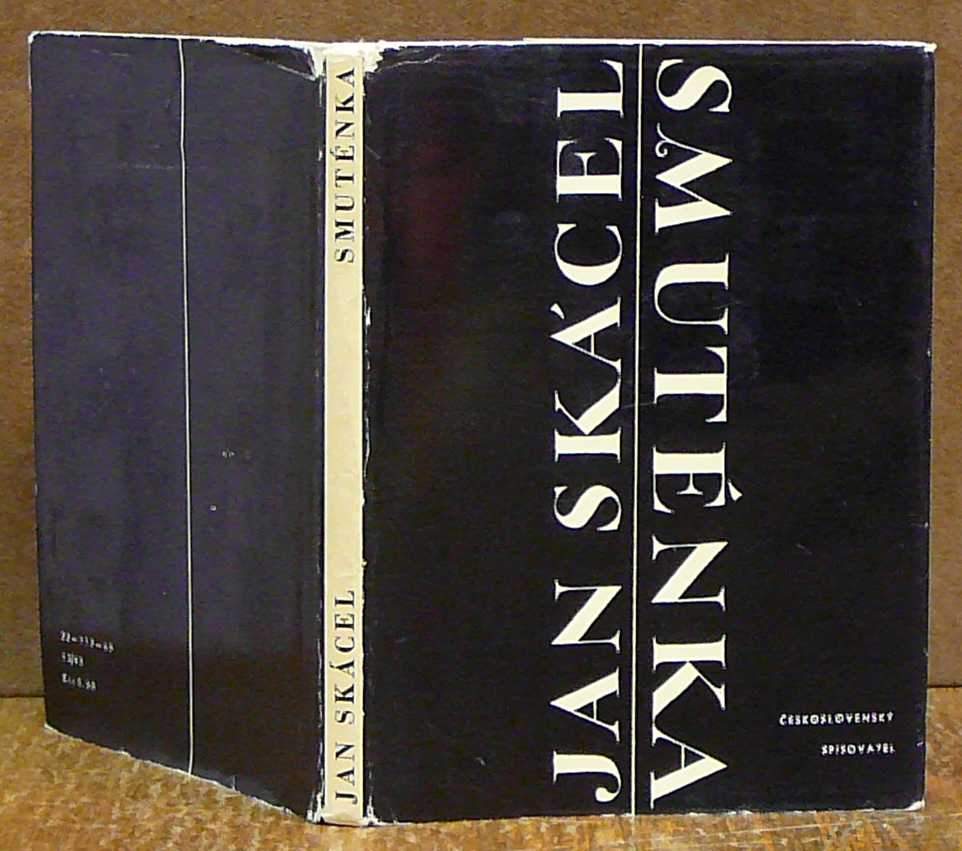 JAN SKÁCEL SMUTÉNKA
JAN SKÁCEL
SMUTÉNKA
ČESKOSLOVENSKÝ
SPISOVATEL